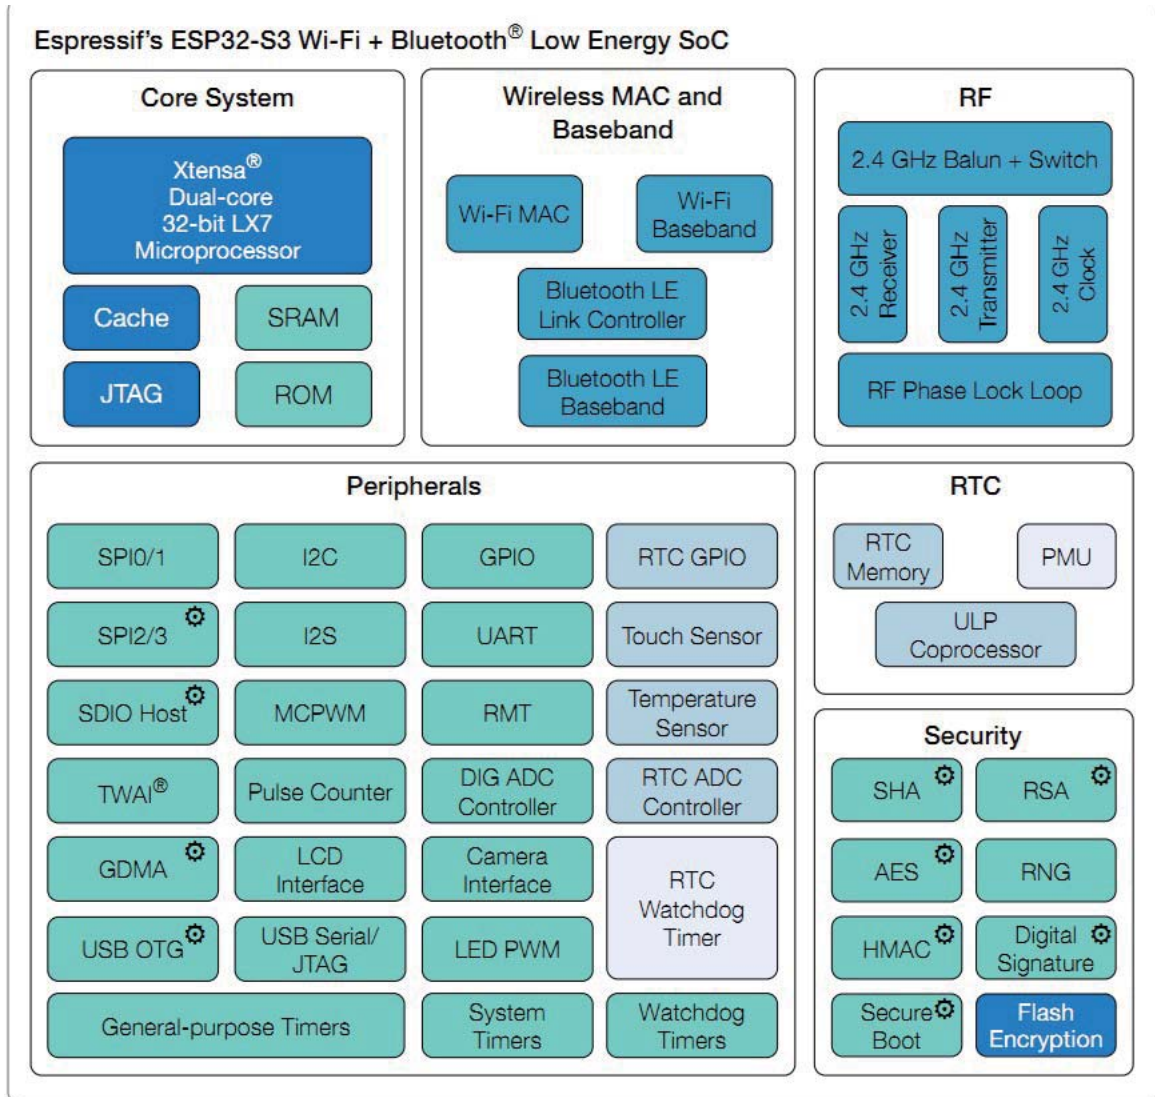 Espressif's ESP32-S3 Wi-Fi + Bluetooth® Low Energy SoC
Core System
Xtensa®
Dual-core
32-bit LX7
Microprocessor
Cache
SRAM
JTAG
ROM
Wireless MAC and
Baseband
Wi-Fi MAC
Wi-Fi
Baseband
Bluetooth LE
Link Controller
Bluetooth LE
Baseband
RF
2.4 GHz Balun + Switch
2.4 GHz
Receiver
2.4 GHz
Transmitter
2.4 GHz
Clock
RF Phase Lock Loop
Peripherals
SPI0/1
I2C
GPIO
RTC GPIO
SPI2/3
I2S
UART
Touch Sensor
SDIO Host
MCPWM
RMT
Temperature
Sensor
TWAI®
Pulse Counter
DIG ADC
Controller
RTC ADC
Controller
GDMA
LCD
Interface
Camera
Interface
RTC
Watchdog
Timer
USB OTG
USB Serial/
JTAG
LED PWM
General-purpose Timers
System
Timers
Watchdog
Timers
RTC
RTC
Memory
PMU
ULP
Coprocessor
Security
SHA
RSA
AES
RNG
HMAC
Digital
Signature
Secure
Boot
Flash
Encryption